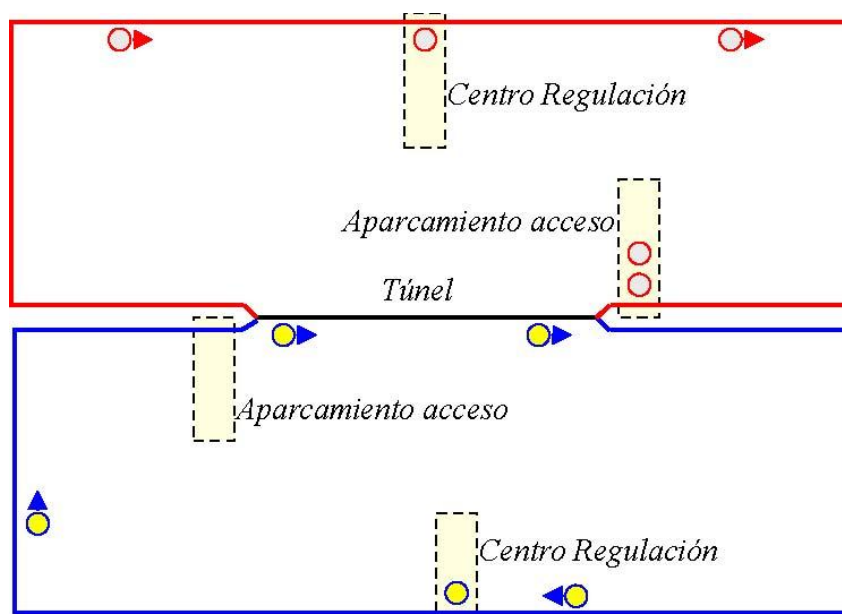 Centro Regulación
Aparcamiento acceso
Túnel
Aparcamiento acceso
Centro Regulación